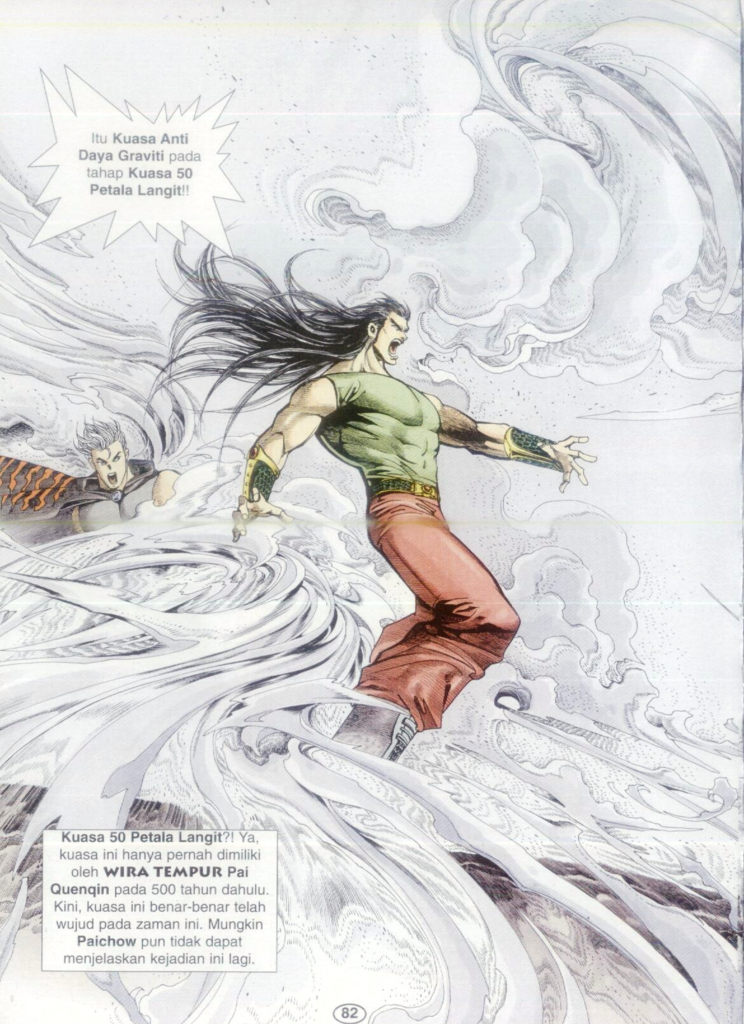 Itu Kuasa Anti
Daya Graviti pada
tahap Kuasa 50
Petala Langit!!
Kuasa 50 Petala Langit?! Ya,
kuasa ini hanya pernah dimiliki
oleh WIRA TEMPUR Pai
Quenqin pada 500 tahun dahulu.
Kini, kuasa ini benar-benar telah
wujud pada zaman ini. Mungkin
Paichow pun tidak dapat
menjelaskan kejadian ini lagi.
82